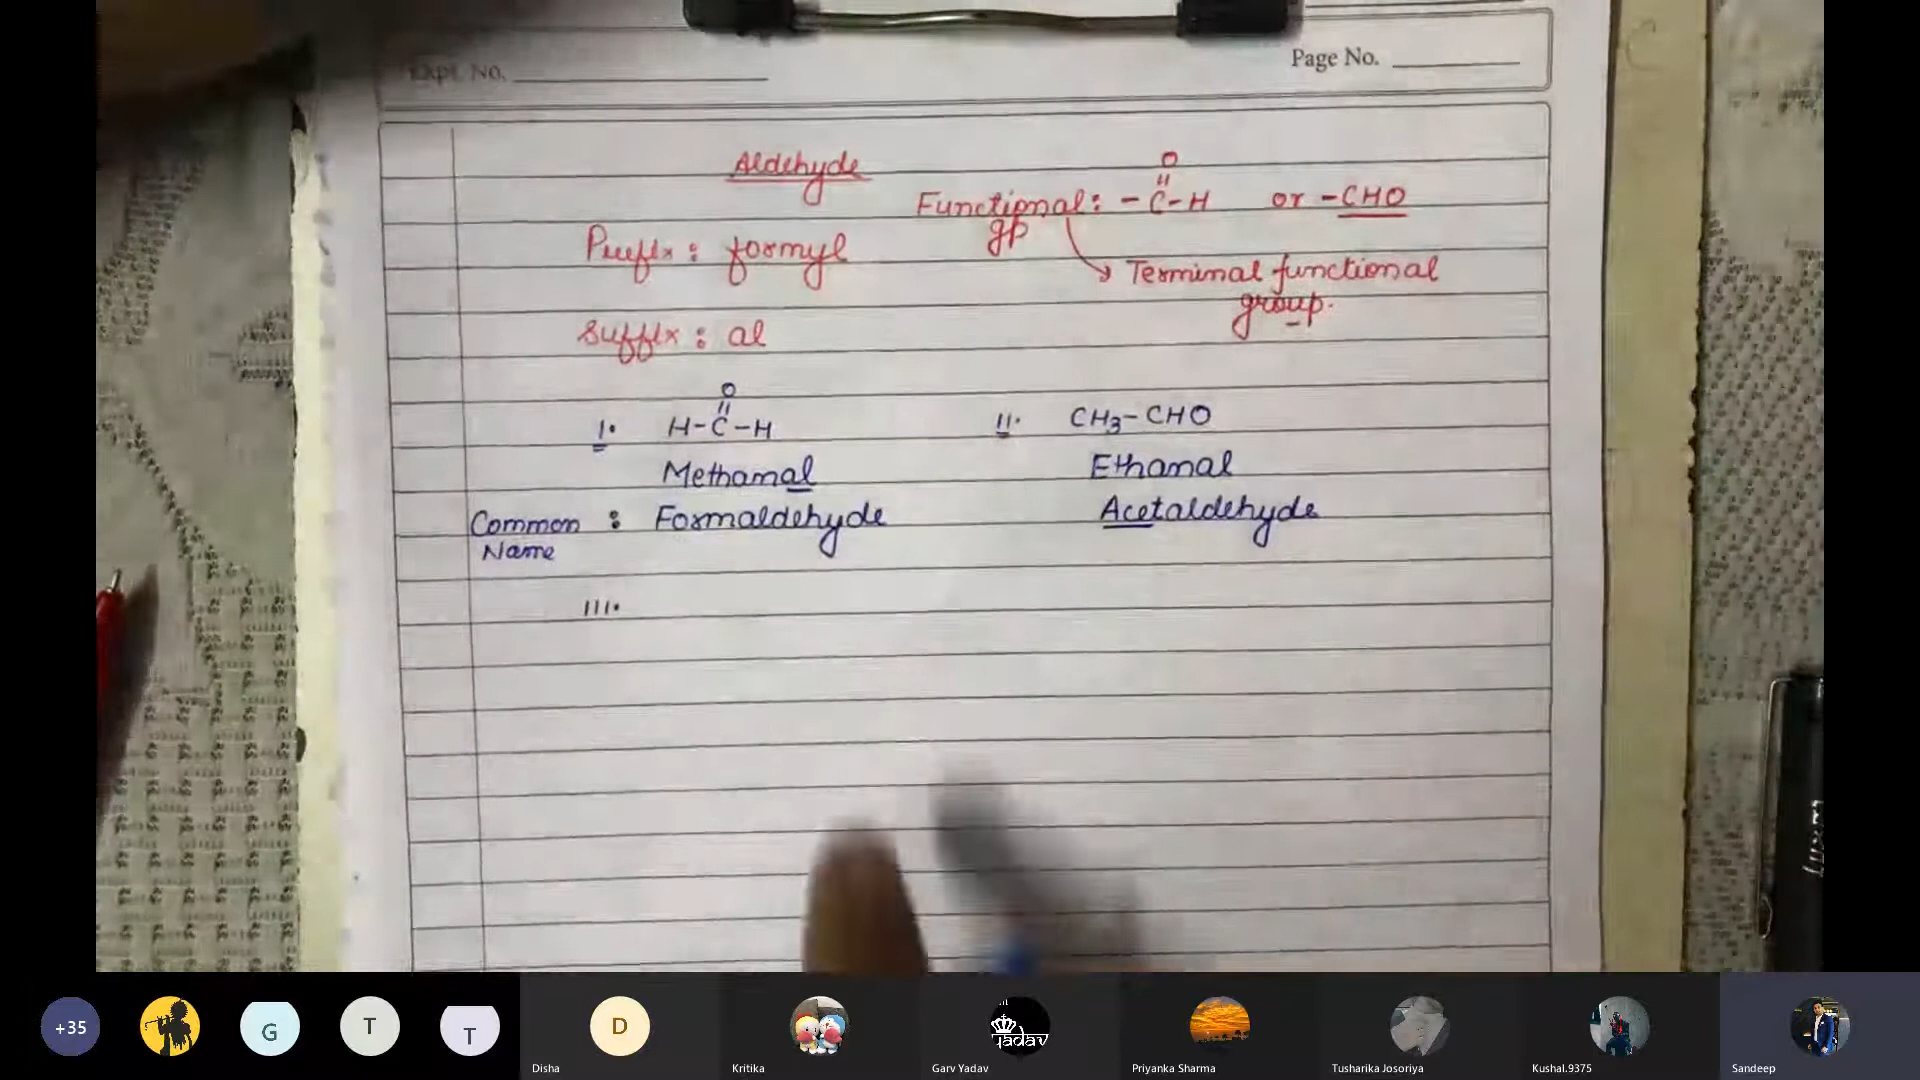 Expt. No.
Page No.
Aldehyde
O
||
Functional: -C-H or -CHO
gp
Prefix : formyl
Terminal functional
group.
Suffix : al
O
||
I. H-C-H
II. CH3-CHO
Methanal
Ethanal
Common : Formaldehyde
Name
Acetaldehyde
III.
+35
G
T
T
D
Yadav
Disha
Kritika
Garv Yadav
Priyanka Sharma
Tusharika Josoriya
Kushal.9375
Sandeep